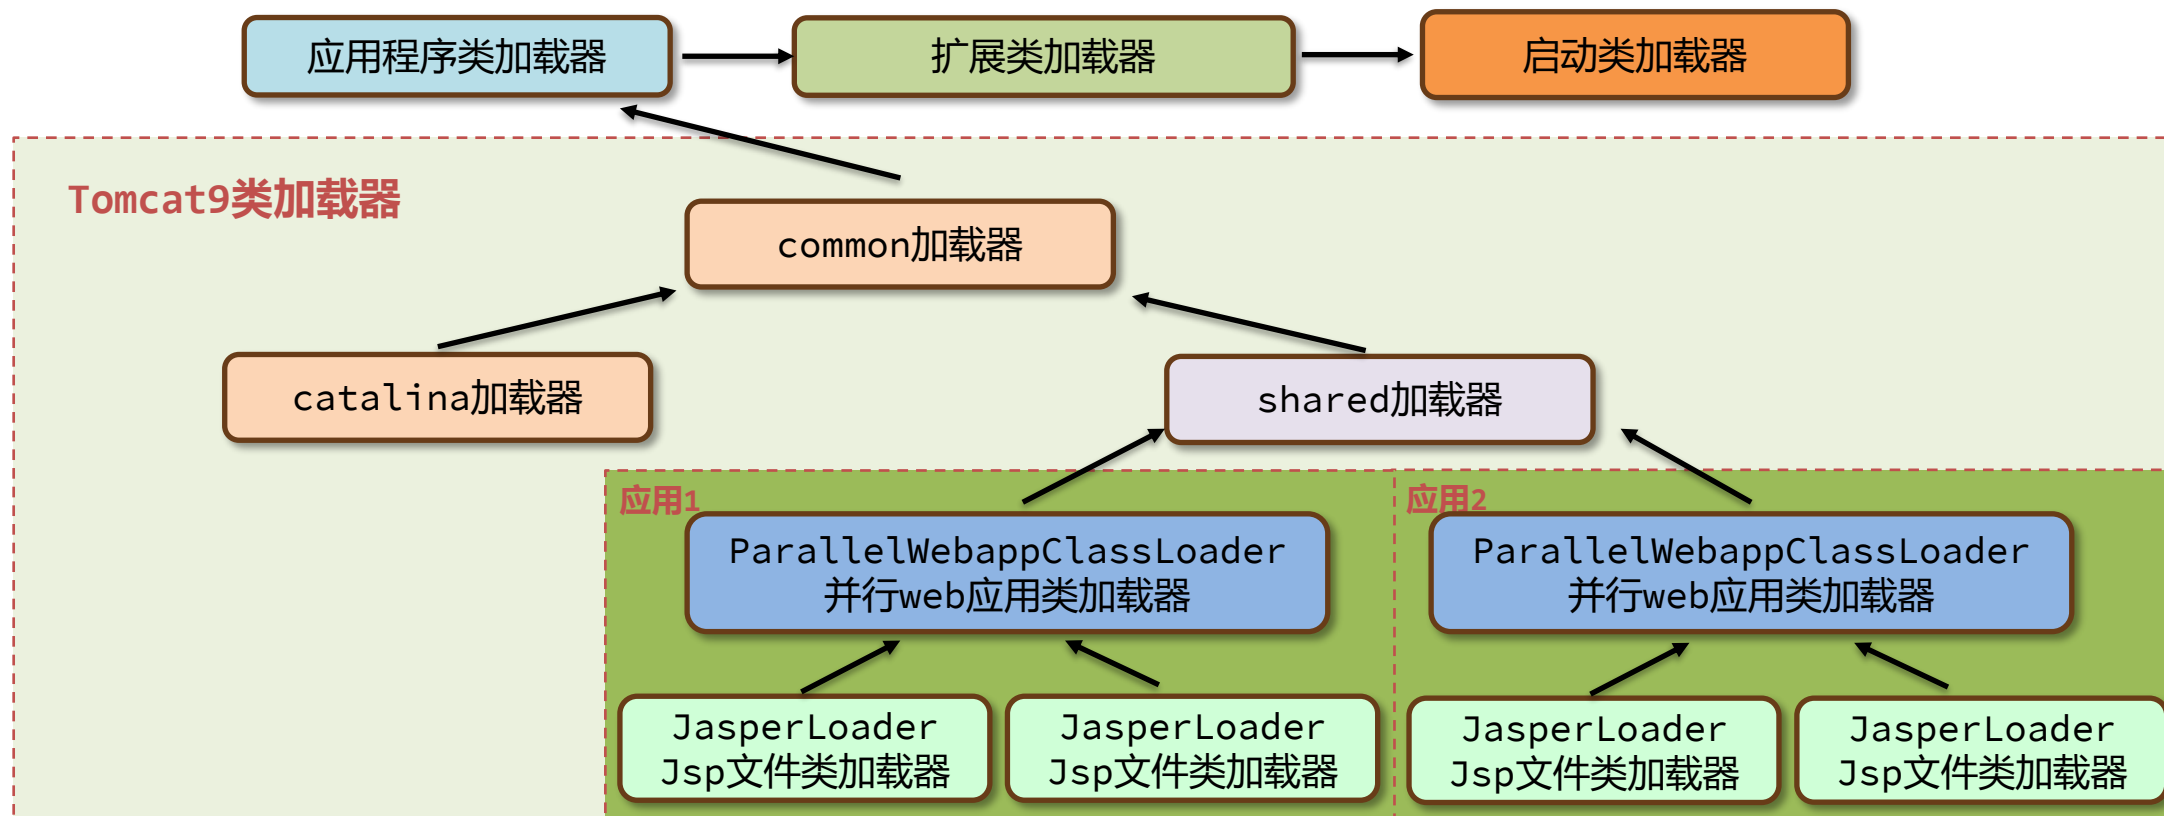 应用程序类加载器
扩展类加载器
启动类加载器
Tomcat9类加载器
common加载器
catalina加载器
shared加载器
应用1
应用2
ParallelWebappClassLoader
并行web应用类加载器
ParallelWebappClassLoader
并行web应用类加载器
JasperLoader
Jsp文件类加载器
JasperLoader
Jsp文件类加载器
JasperLoader
Jsp文件类加载器
JasperLoader
Jsp文件类加载器